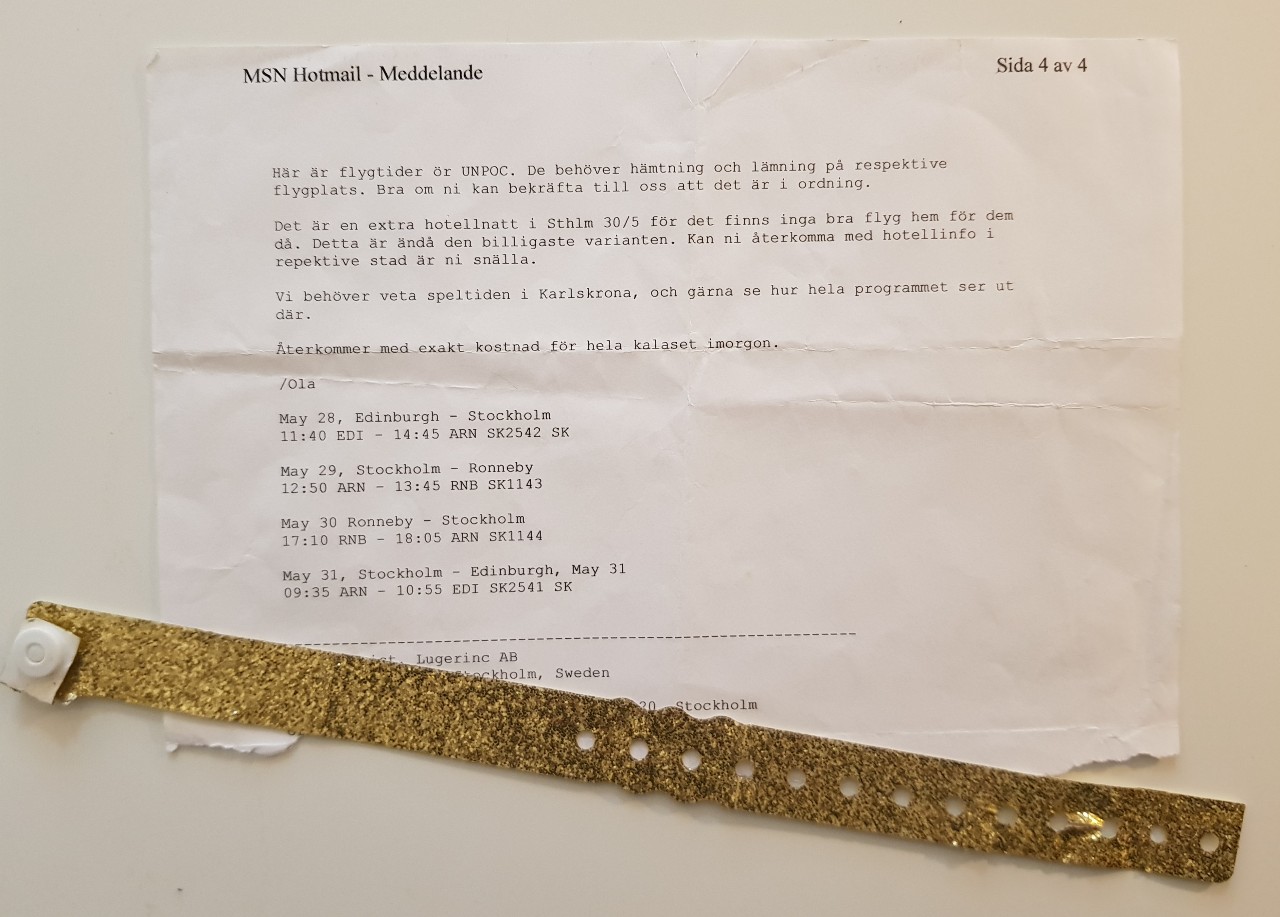 MSN Hotmail - Meddelande
Sida 4 av 4
Här är flygtider ör UNPOC. De behöver hämtning och lämning på respektive
flygplats. Bra om ni kan bekräfta till oss att det är i ordning.
Det är en extra hotellnatt i Sthlm 30/5 för det finns inga bra flyg hem för dem
då. Detta är ändå den billigaste varianten. Kan ni återkomma med hotellinfo i
repektive stad är ni snälla.
Vi behöver veta speltiden i Karlskrona, och gärna se hur hela programmet ser ut
där.
Återkommer med exakt kostnad för hela kalaset imorgon.
/Ola
May 28, Edinburgh - Stockholm
11:40 EDI - 14:45 ARN SK2542 SK
May 29, Stockholm - Ronneby
12:50 ARN - 13:45 RNB SK1143
May 30 Ronneby - Stockholm
17:10 RNB - 18:05 ARN SK1144
May 31, Stockholm - Edinburgh, May 31
09:35 ARN - 10:55 EDI SK2541 SK
Lugerinc AB
Sweden
Stockholm